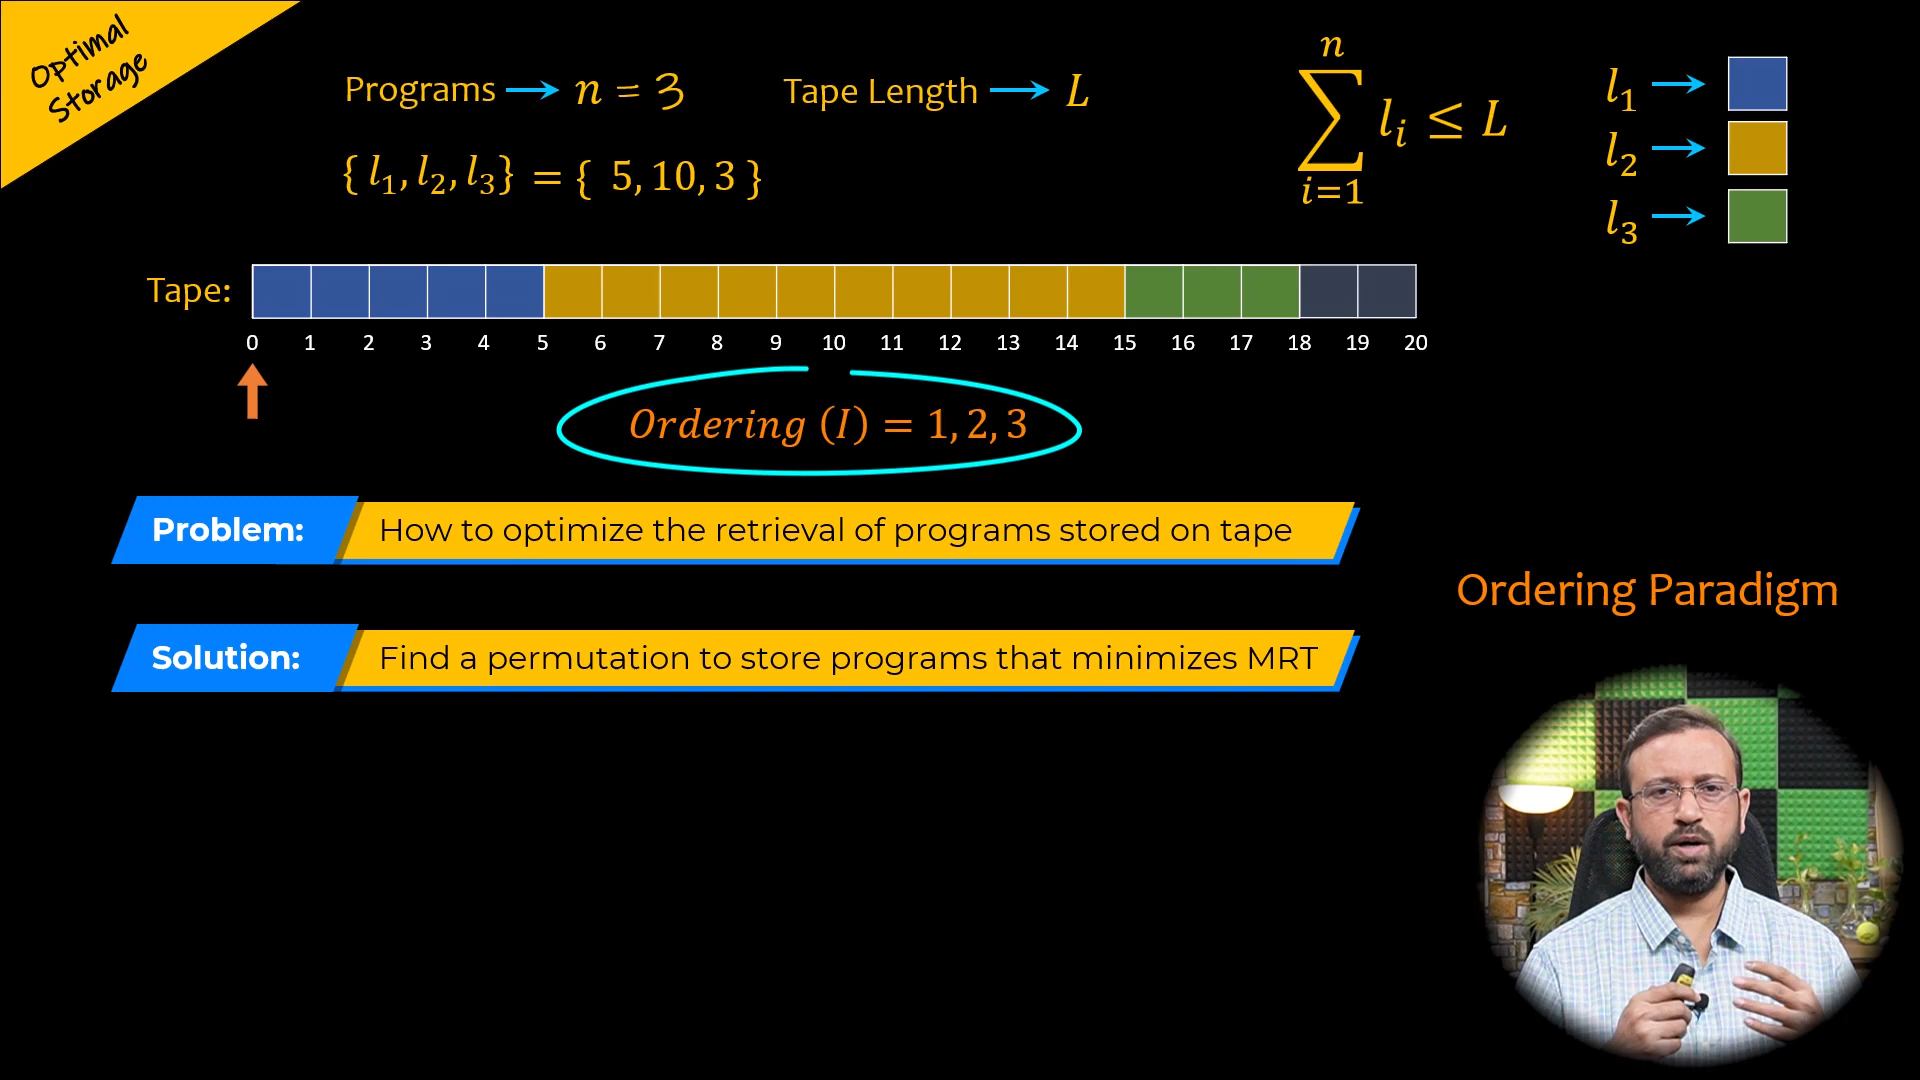 Optimal
Storage
Programs → n = 3
Tape Length → L
{ l₁, l₂, l₃} = { 5, 10, 3 }
n
∑ lᵢ ≤ L
i=1
l₁ →
l₂ →
l₃ →
Tape:
0 1 2 3 4 5 6 7 8 9 10 11 12 13 14 15 16 17 18 19 20
Ordering (I) = 1, 2, 3
Problem: How to optimize the retrieval of programs stored on tape
Ordering Paradigm
Solution: Find a permutation to store programs that minimizes MRT